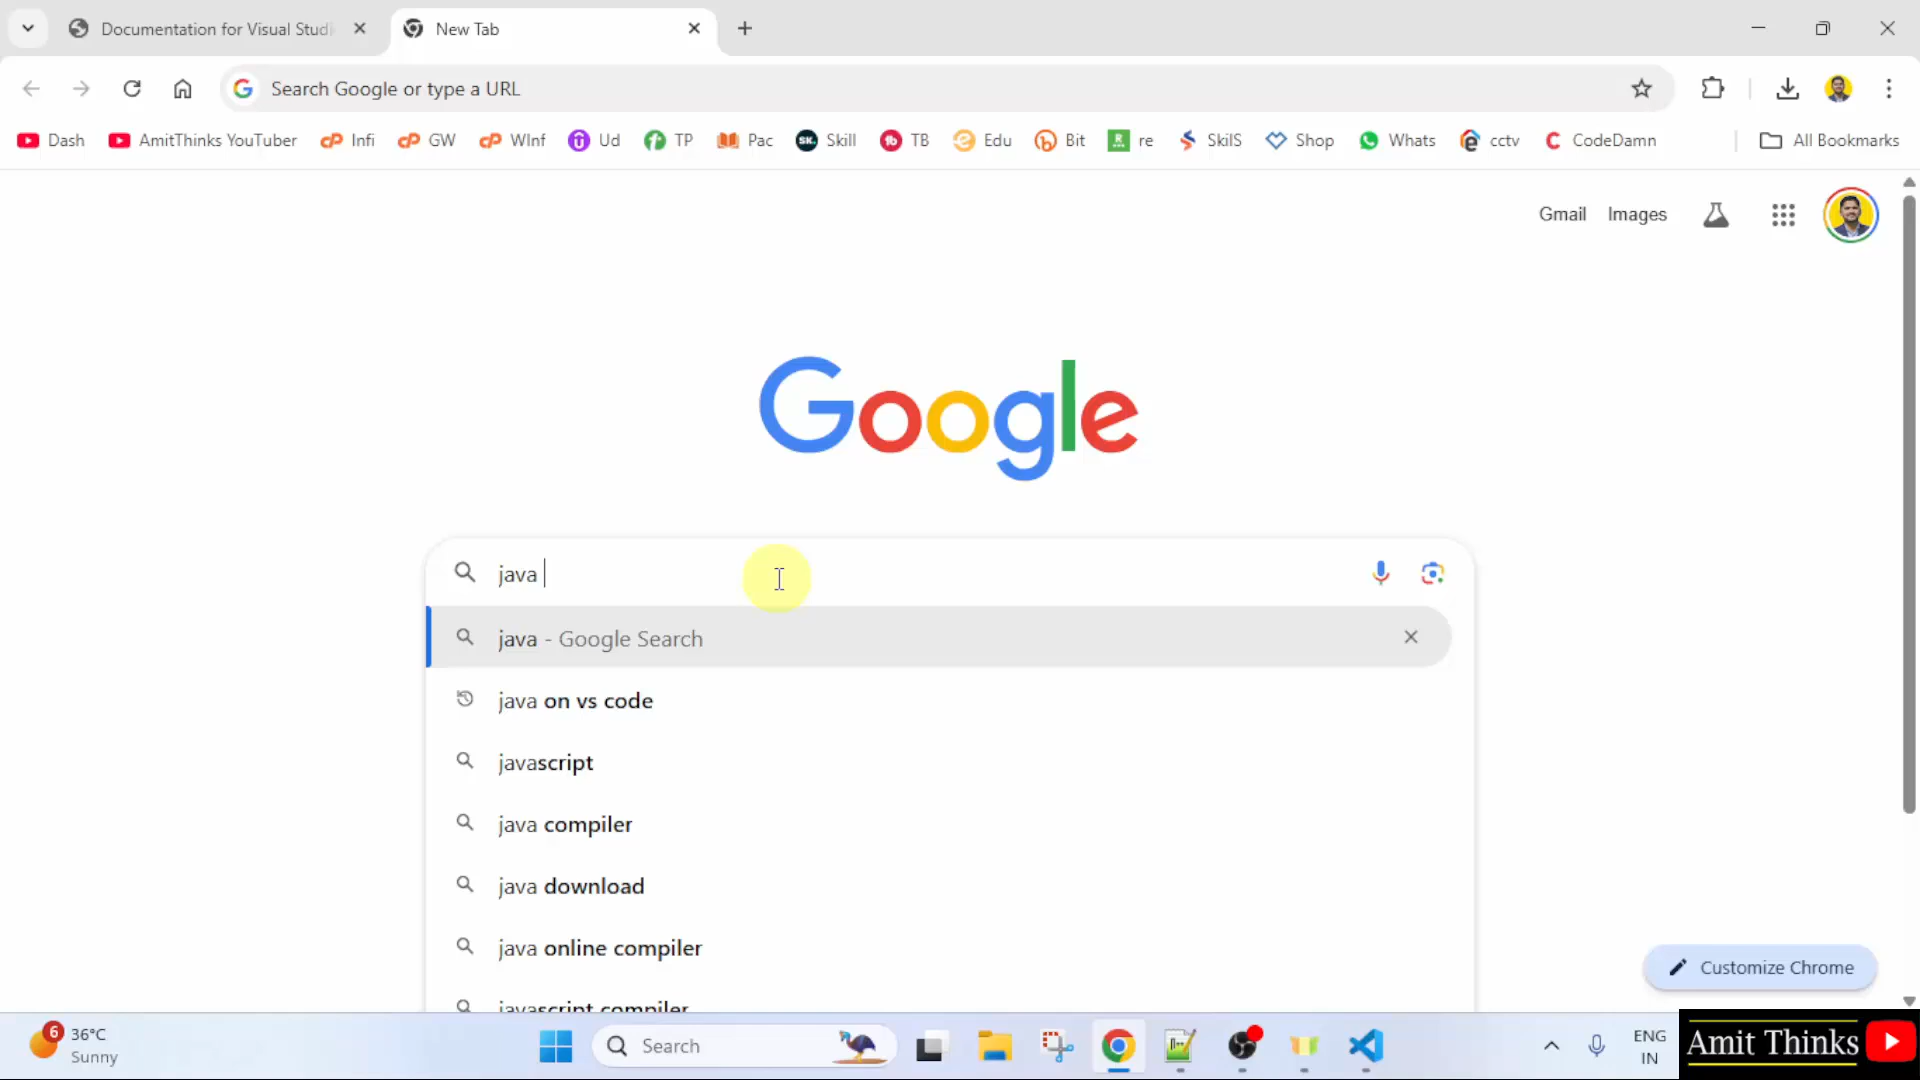 Documentation for Visual Studi
New Tab
Search Google or type a URL
Dash
AmitThinks YouTuber
Infi
GW
WInf
Ud
TP
Pac
Skill
TB
Edu
Bit
re
SkilS
Shop
Whats
cctv
CodeDamn
All Bookmarks
Gmail
Images
Google
java
java - Google Search
java on vs code
javascript
java compiler
java download
java online compiler
javascript compiler
Customize Chrome
6
36°C
Sunny
Search
ENG
IN
Amit Thinks